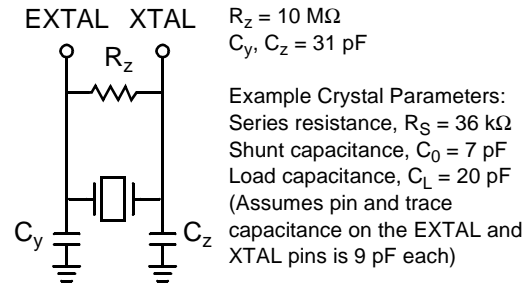 EXTAL XTAL
R_z
C_y
C_z
R_z = 10 MΩ
C_y, C_z = 31 pF
Example Crystal Parameters:
Series resistance, R_S = 36 kΩ
Shunt capacitance, C_0 = 7 pF
Load capacitance, C_L = 20 pF
(Assumes pin and trace
capacitance on the EXTAL and
XTAL pins is 9 pF each)